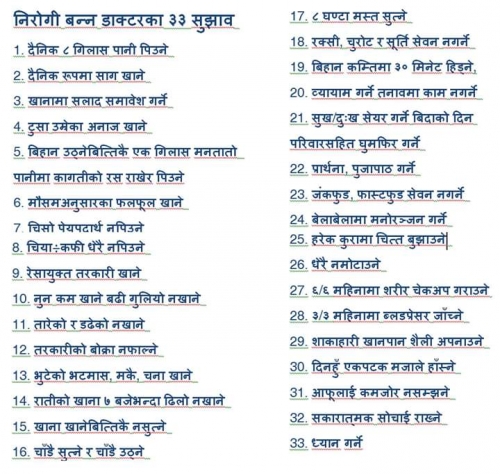 निरोगी बन्न डाक्टरका ३३ सुझाव
1. दैनिक ८ गिलास पानी पिउने
2. दैनिक रूपमा साग खाने
3. खानामा सलाद समावेश गर्ने
4. टुसा उम्रेका अनाज खाने
5. बिहान उठ्नेबित्तिकै एक गिलास मनतातो
पानीमा कागतीको रस राखेर पिउने
6. मौसमअनुसारका फलफूल खाने
7. चिसो पेयपटार्थ नपिउने
8. चिया÷कफी धेरै नपिउने
9. रेसायुक्त तरकारी खाने
10. नुन कम खाने बढी गुलियो नखाने
11. तारेको र डढेको नखाने
12. तरकारीको बोक्रा नफाल्ने
13. भुटेको भटमास, मकै, चना खाने
14. रातीको खाना ७ बजेभन्दा ढिलो नखाने
15. खाना खानेबित्तिकै नसुत्ने
16. चाँडै सुत्ने र चाँडै उठ्ने
17. ८ घण्टा मस्त सुत्ने
18. रक्सी, चुरोट र सूर्ति सेवन नगर्ने
19. बिहान कम्तिमा ३० मिनेट हिड्ने,
20. व्यायाम गर्ने तनावमा काम नगर्ने
21. सुख/दुःख सेयर गर्ने बिदाको दिन
परिवारसहित घुमफिर गर्ने
22. प्रार्थना, पुजापाठ गर्ने
23. जंकफुड, फास्टफुड सेवन नगर्ने
24. बेलाबेलामा मनोरञ्जन गर्ने
25. हरेक कुरामा चित्त बुझाउने
26. धेरै नमोटाउने
27. ६/६ महिनामा शरीर चेकअप गराउने
28. ३/३ महिनामा ब्लडप्रेसर जाँच्ने
29. शाकाहारी खानपान शैली अपनाउने
30. दिनहुँ एकपटक मजाले हाँस्ने
31. आफूलाई कमजोर नसम्झने
32. सकारात्मक सोचाई राख्ने
33. ध्यान गर्ने